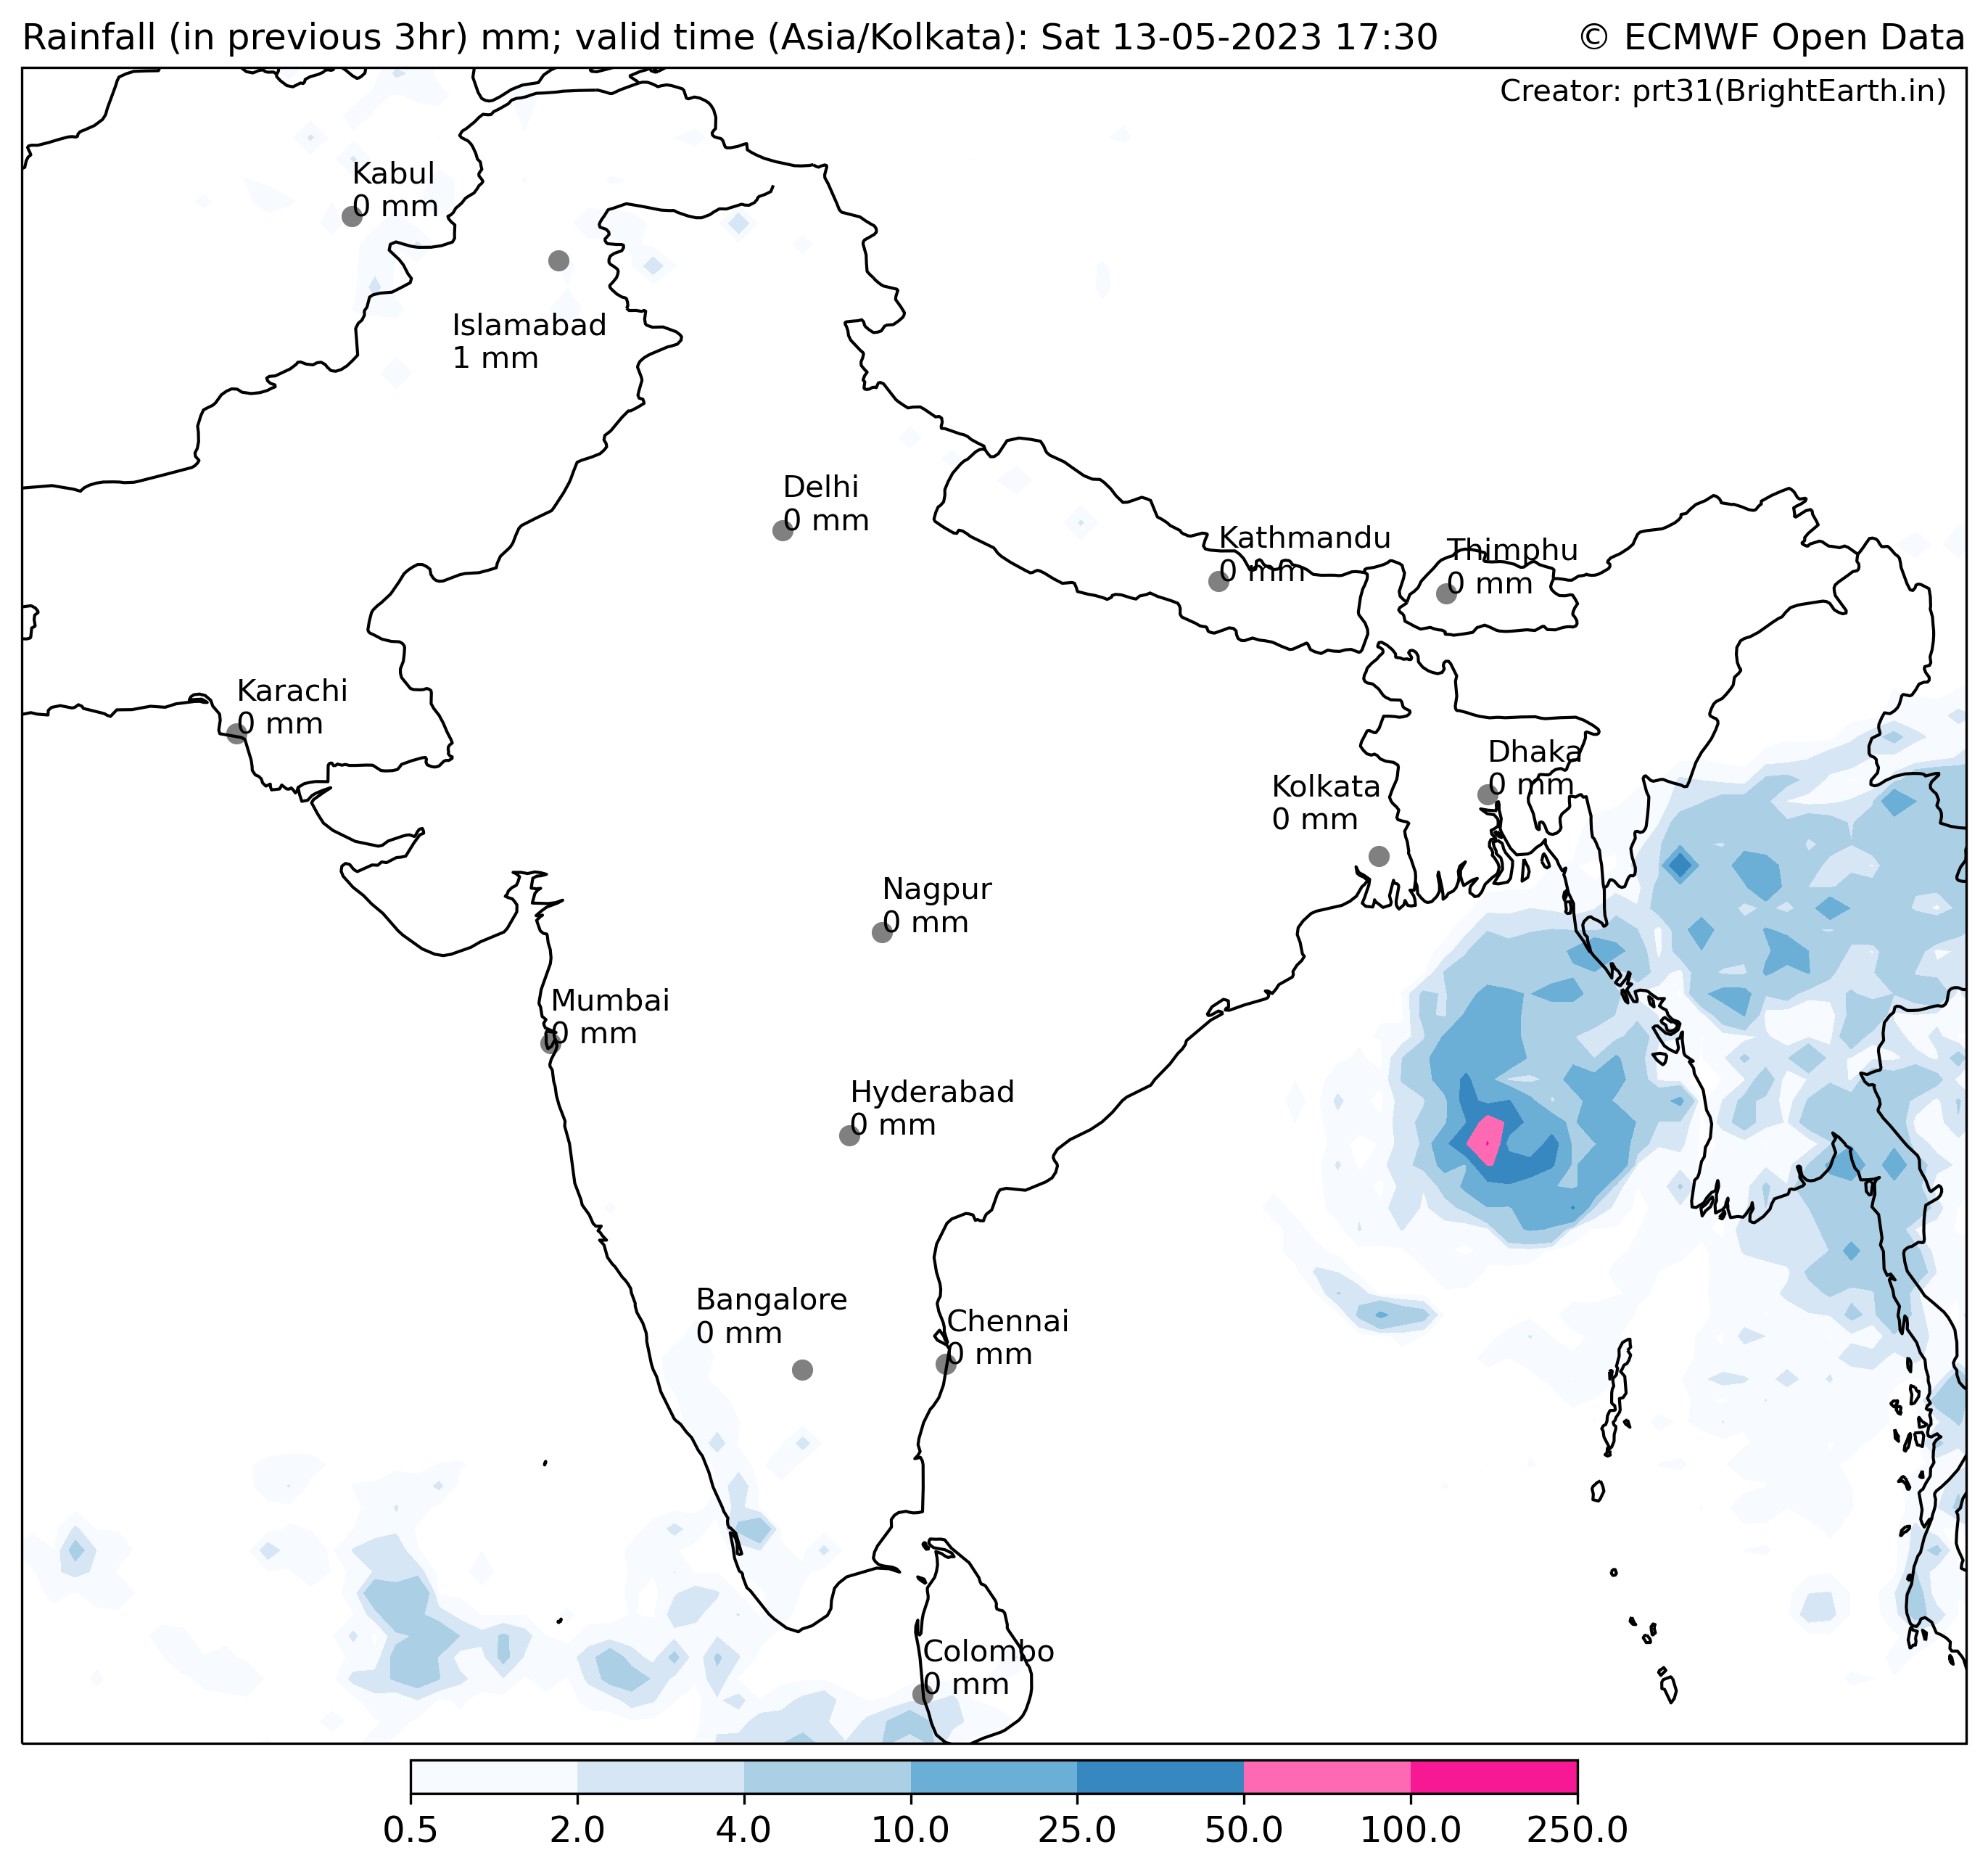 Rainfall (in previous 3hr) mm; valid time (Asia/Kolkata): Sat 13-05-2023 17:30
© ECMWF Open Data
Creator: prt31(BrightEarth.in)
Kabul
0 mm
Islamabad
1 mm
Delhi
0 mm
Kathmandu
0 mm
Thimphu
0 mm
Karachi
0 mm
Dhaka
0 mm
Kolkata
0 mm
Nagpur
0 mm
Mumbai
0 mm
Hyderabad
0 mm
Bangalore
0 mm
Chennai
0 mm
Colombo
0 mm
0.5 2.0 4.0 10.0 25.0 50.0 100.0 250.0